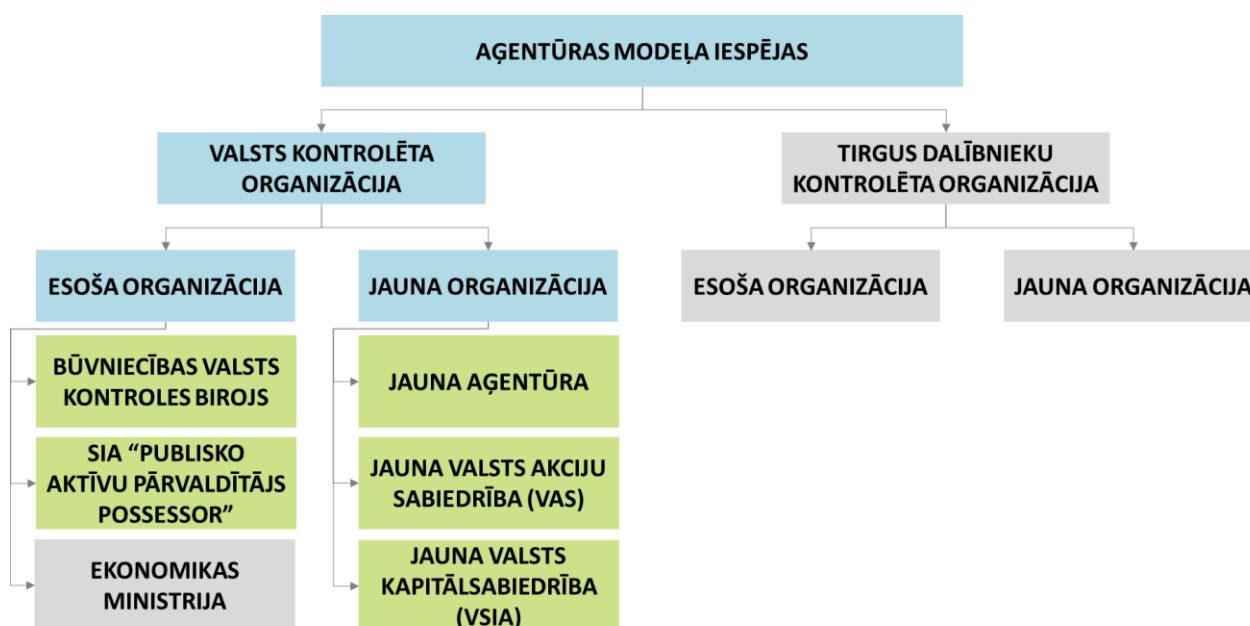 AĢENTŪRAS MODEĻA IESPĒJAS
VALSTS KONTROLĒTA
ORGANIZĀCIJA
TIRGUS DALĪBNIEKU
KONTROLĒTA ORGANIZĀCIJA
ESOŠA ORGANIZĀCIJA
JAUNA ORGANIZĀCIJA
ESOŠA ORGANIZĀCIJA
JAUNA ORGANIZĀCIJA
BŪVNIECĪBAS VALSTS
KONTROLES BIROJS
SIA “PUBLISKO
AKTĪVU PĀRVALDĪTĀJS
POSSESSOR”
EKONOMIKAS
MINISTRIJA
JAUNA AĢENTŪRA
JAUNA VALSTS AKCIJU
SABIEDRĪBA (VAS)
JAUNA VALSTS
KAPITĀLSABIEDRĪBA
(VSIA)